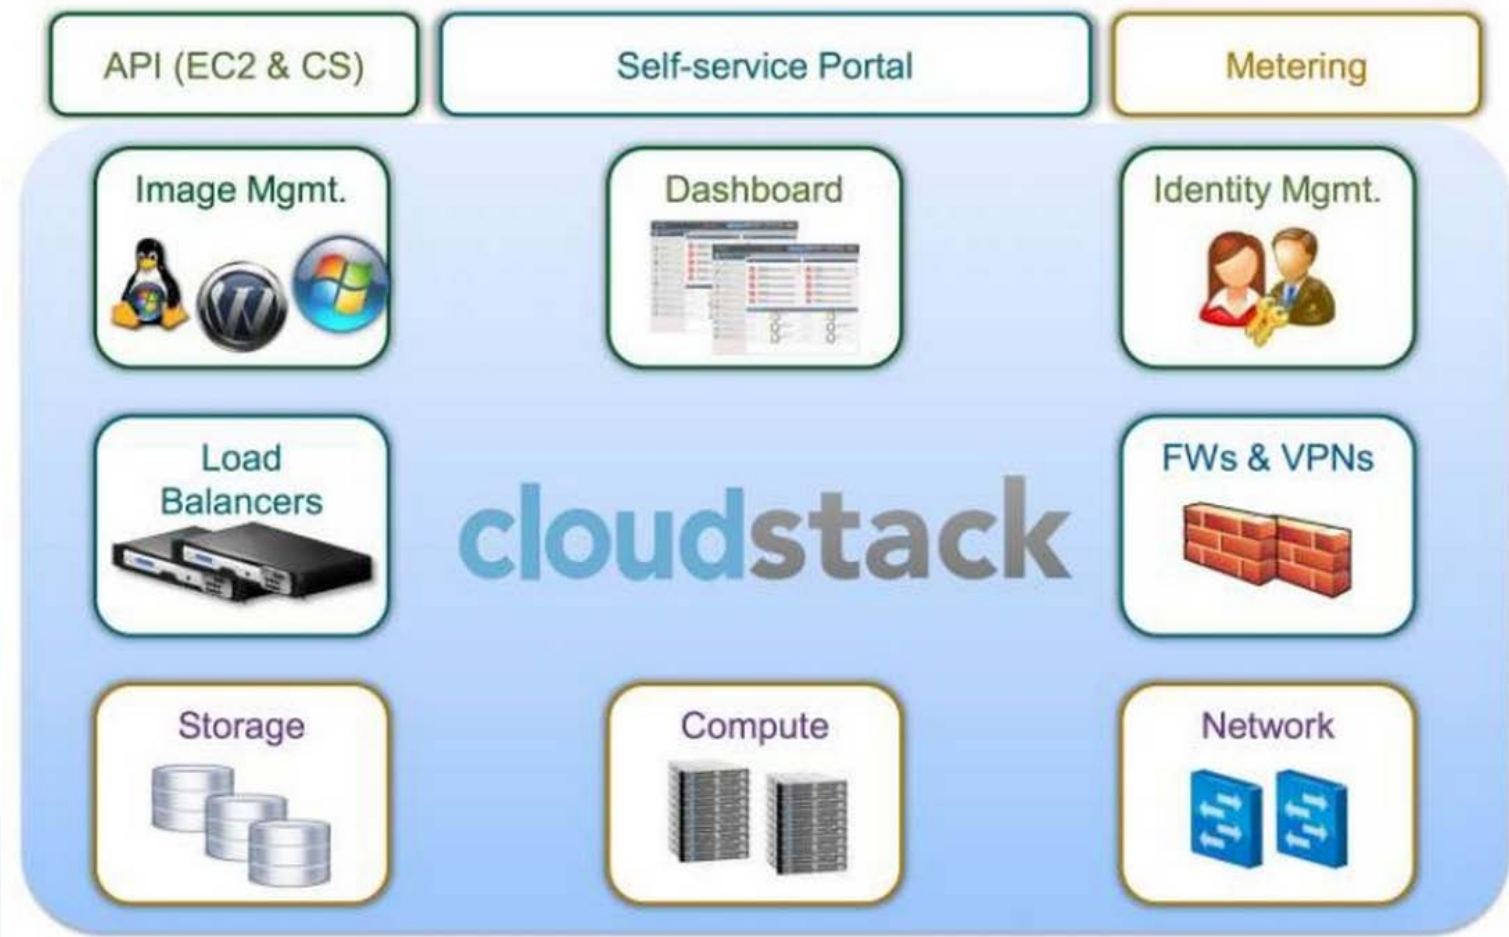 API (EC2 & CS)
Self-service Portal
Metering
Image Mgmt.
Dashboard
Identity Mgmt.
Load
Balancers
cloudstack
FWs & VPNs
Storage
Compute
Network